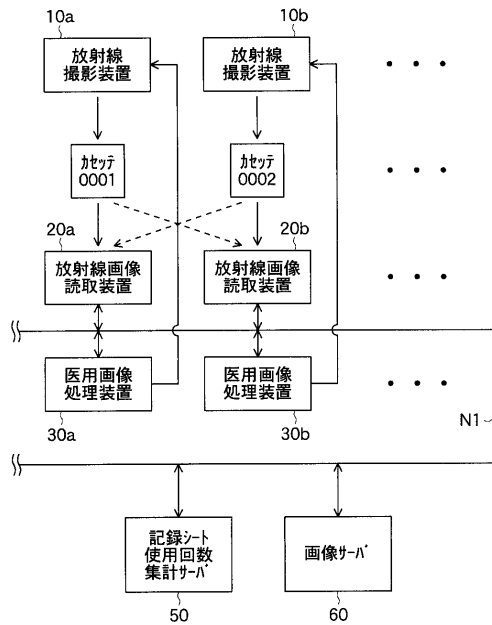 10a
10b
放射線
撮影装置
放射線
撮影装置
・・・
カセッテ
0001
カセッテ
0002
・・・
20a
20b
放射線画像
読取装置
放射線画像
読取装置
・・・
医用画像
処理装置
医用画像
処理装置
・・・
30a
30b
N1
記録シート
使用回数
集計サーバ
画像サーバ
50
60